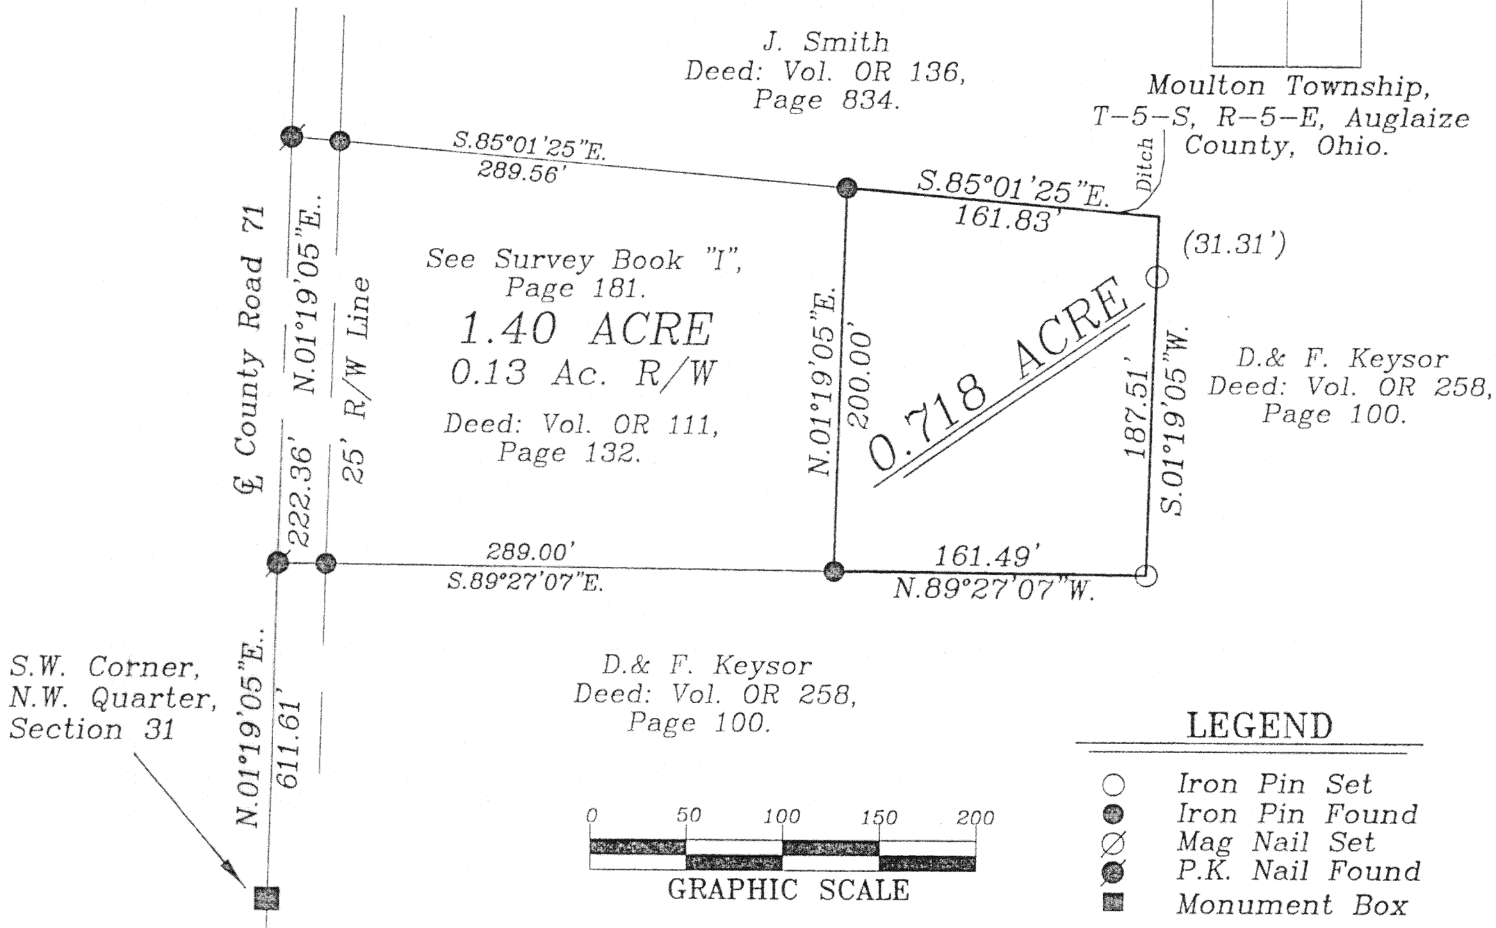 J. Smith
Deed: Vol. OR 136,
Page 834.
Moulton Township,
T-5-S, R-5-E, Auglaize
County, Ohio.
Ditch
S.85°01'25"E.
289.56'
S.85°01'25"E.
161.83'
(31.31')
℄ County Road 71
N.01°19'05"E..
222.36'
25' R/W Line
See Survey Book "I",
Page 181.
1.40 ACRE
0.13 Ac. R/W
Deed: Vol. OR 111,
Page 132.
N.01°19'05"E.
200.00'
0.718 ACRE
187.51'
S.01°19'05"W.
D.& F. Keysor
Deed: Vol. OR 258,
Page 100.
289.00'
S.89°27'07"E.
161.49'
N.89°27'07"W.
S.W. Corner,
N.W. Quarter,
Section 31
N.01°19'05"E..
611.61'
D.& F. Keysor
Deed: Vol. OR 258,
Page 100.
0 50 100 150 200
GRAPHIC SCALE
LEGEND
Iron Pin Set
Iron Pin Found
Mag Nail Set
P.K. Nail Found
Monument Box